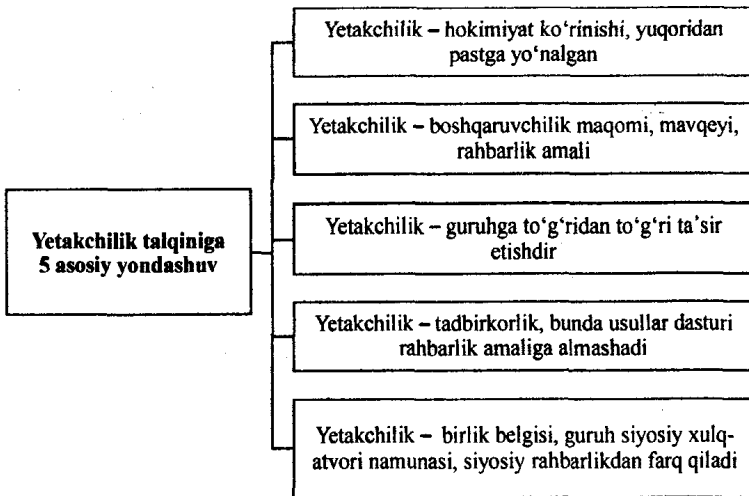 Yetakchilik – hokimiyat ko‘rinishi, yuqoridan
pastga yo‘nalgan
Yetakchilik – boshqaruvchilik maqomi, mavqeyi,
rahbarlik amali
Yetakchilik talqiniga
5 asosiy yondashuv
Yetakchilik – guruhga to‘g‘ridan to‘g‘ri ta’sir
etishdir
Yetakchilik – tadbirkorlik, bunda usullar dasturi
rahbarlik amaliga almashadi
Yetakchilik – birlik belgisi, guruh siyosiy xulq-
atvori namunasi, siyosiy rahbarlikdan farq qiladi